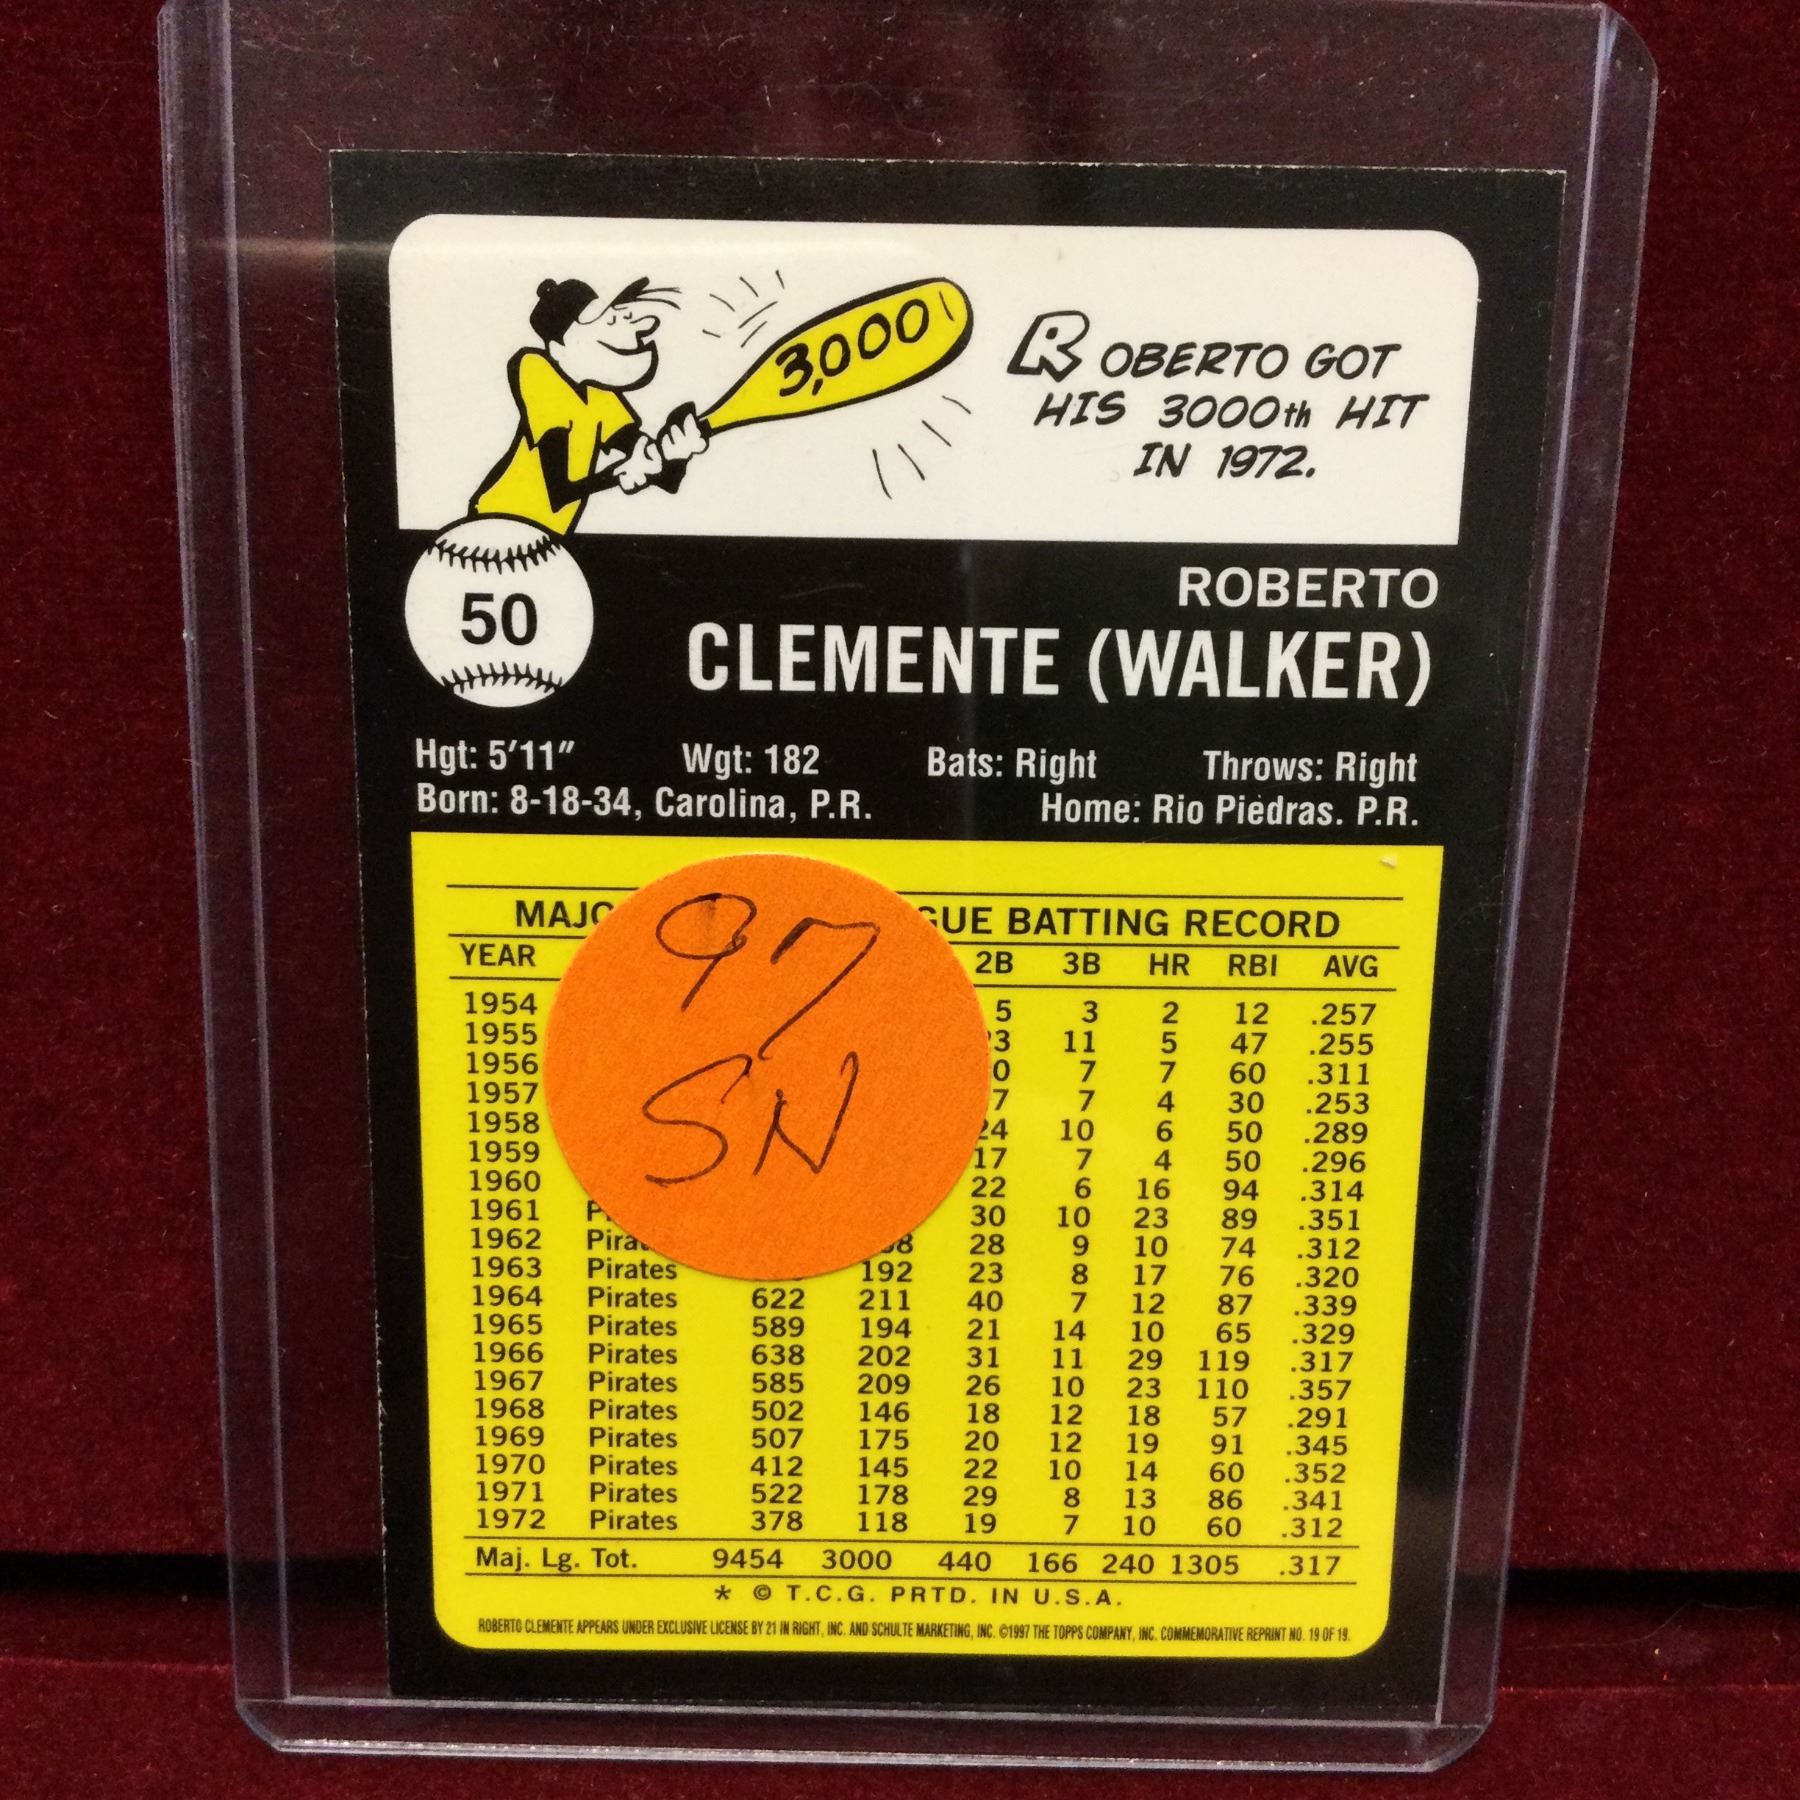 3,000
ROBERTO GOT
HIS 3000th HIT
IN 1972.
50
ROBERTO
CLEMENTE (WALKER)
Hgt: 5'11" Wgt: 182 Bats: Right Throws: Right
Born: 8-18-34, Carolina, P.R. Home: Rio Piedras. P.R.
97
SN
BATTING RECORD
YEAR 2B 3B HR RBI AVG
1954 5 3 2 12 .257
1955 11 5 47 .255
1956 7 7 60 .311
1957 7 4 30 .253
1958 24 10 6 50 .289
1959 17 7 4 50 .296
1960 22 6 16 94 .314
1961 30 10 23 89 .351
1962 28 9 10 74 .312
1963 Pirates 192 23 8 17 76 .320
1964 Pirates 622 211 40 7 12 87 .339
1965 Pirates 589 194 21 14 10 65 .329
1966 Pirates 638 202 31 11 29 119 .317
1967 Pirates 585 209 26 10 23 110 .357
1968 Pirates 502 146 18 12 18 57 .291
1969 Pirates 507 175 20 12 19 91 .345
1970 Pirates 412 145 22 10 14 60 .352
1971 Pirates 522 178 29 8 13 86 .341
1972 Pirates 378 118 19 7 10 60 .312
Maj. Lg. Tot. 9454 3000 440 166 240 1305 .317
* © T.C.G. PRTD. IN U.S.A.
ROBERTO CLEMENTE APPEARS UNDER EXCLUSIVE LICENSE BY 21 IN RIGHT, INC. AND SCHULTE MARKETING, INC. ©1997 THE TOPPS COMPANY, INC. COMMEMORATIVE REPRINT NO. 19 OF 19.